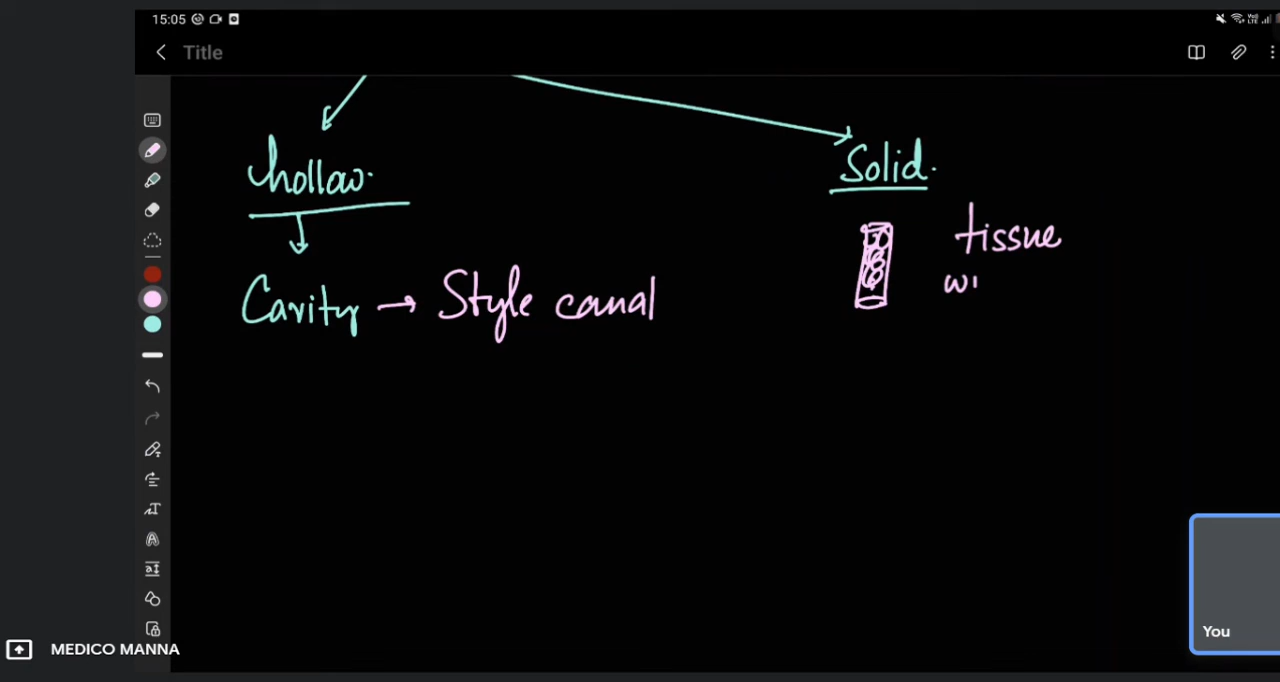 15:05
Title
hollow.
Solid.
tissue
Cavity → Style canal
You
MEDICO MANNA